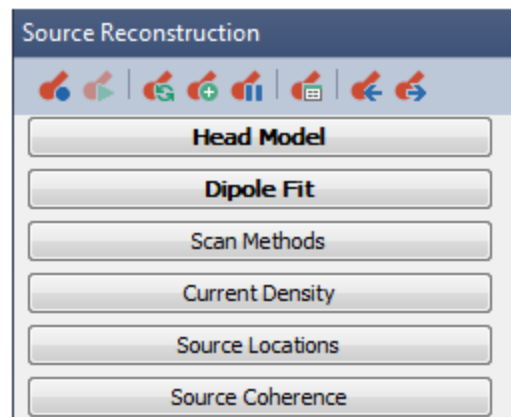 Source Reconstruction
Head Model
Dipole Fit
Scan Methods
Current Density
Source Locations
Source Coherence